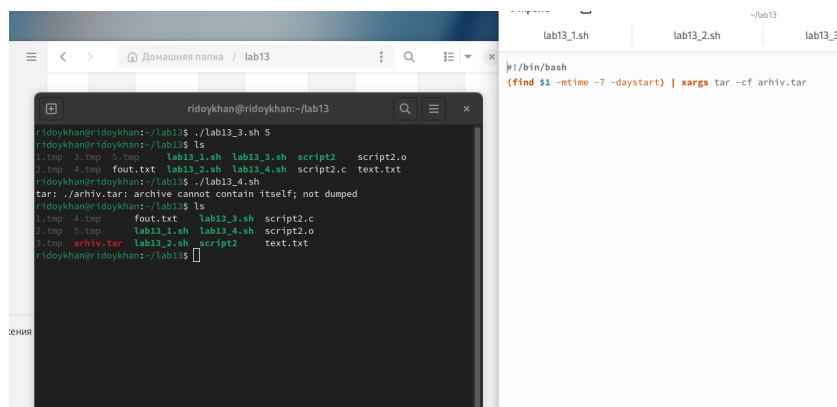 ~/lab13
lab13_1.sh lab13_2.sh lab13_3
Домашняя папка / lab13
#!/bin/bash
(find $1 -mtime -7 -daystart) | xargs tar -cf arhiv.tar
ridoykhan@ridoykhan:~/lab13
ridoykhan@ridoykhan:~/lab13$ ./lab13_3.sh 5
ridoykhan@ridoykhan:~/lab13$ ls
1.tmp 3.tmp 5.tmp lab13_1.sh lab13_3.sh script2 script2.o
2.tmp 4.tmp fout.txt lab13_2.sh lab13_4.sh script2.c text.txt
ridoykhan@ridoykhan:~/lab13$ ./lab13_4.sh
tar: ./arhiv.tar: archive cannot contain itself; not dumped
ridoykhan@ridoykhan:~/lab13$ ls
1.tmp 4.tmp fout.txt lab13_3.sh script2.c
2.tmp 5.tmp lab13_1.sh lab13_4.sh script2.o
3.tmp arhiv.tar lab13_2.sh script2 text.txt
ridoykhan@ridoykhan:~/lab13$
жения